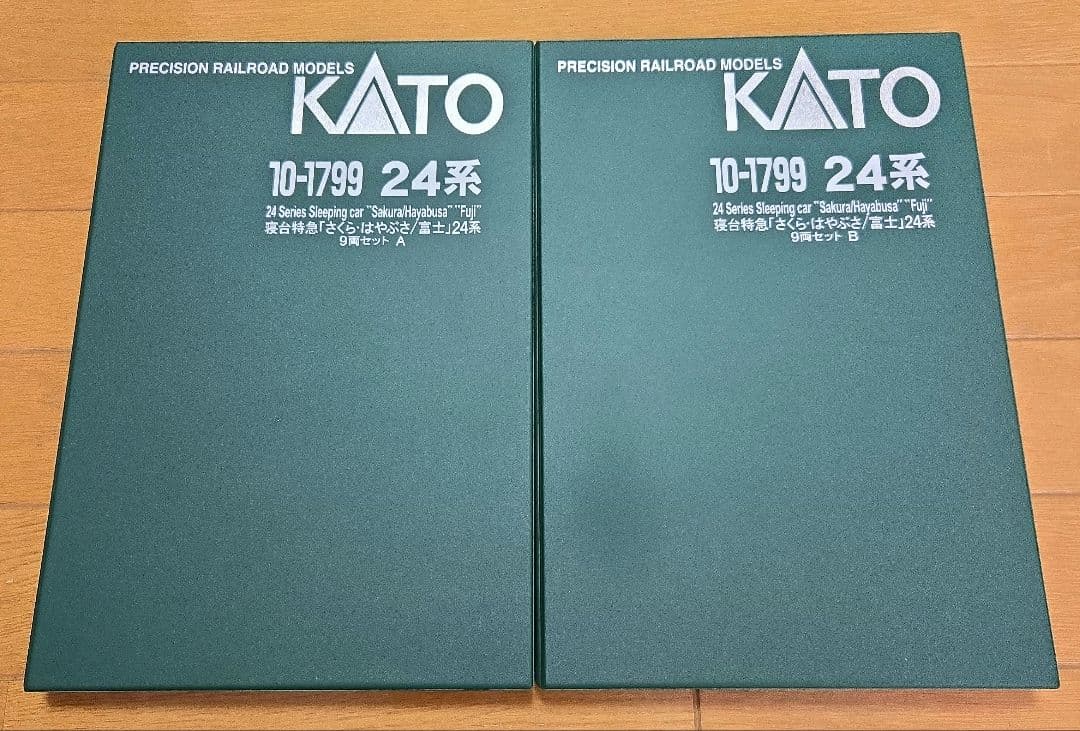 PRECISION RAILROAD MODELS
KATO
10-1799 24系
24 Series Sleeping car "Sakura/Hayabusa" "Fuji"
寝台特急「さくら・はやぶさ/富士」24系
9両セット A
PRECISION RAILROAD MODELS
KATO
10-1799 24系
24 Series Sleeping car "Sakura/Hayabusa" "Fuji"
寝台特急「さくら・はやぶさ/富士」24系
9両セット B